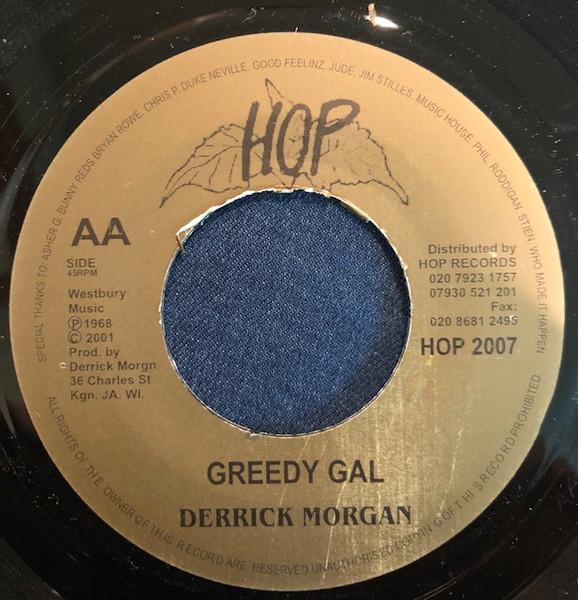 SPECIAL THANKS TO: ASHER G. BUNNY REDS BRYAN ROWE. CHRIS P. DUKE NEVILLE. GOOD FEELINZ. JUDE. JIM STILLES. MUSIC HOUSE. PHIL. RODDIGAN. STIEN. WHO MADE IT HAPPEN
HOP
AA
SIDE
45RPM
Westbury
Music
Ⓟ1968
© 2001
Prod. by
Derrick Morgn
36 Charles St
Kgn. JA. WI.
Distributed by
HOP RECORDS
020 7923 1757
07930 521 201
Fax:
020 8681 2495
HOP 2007
GREEDY GAL
DERRICK MORGAN
ALL RIGHTS OF THE OWNER OF THIS RECORD ARE RESERVED UNAUTHORISED COPYING OF THIS RECORD PROHIBITED.